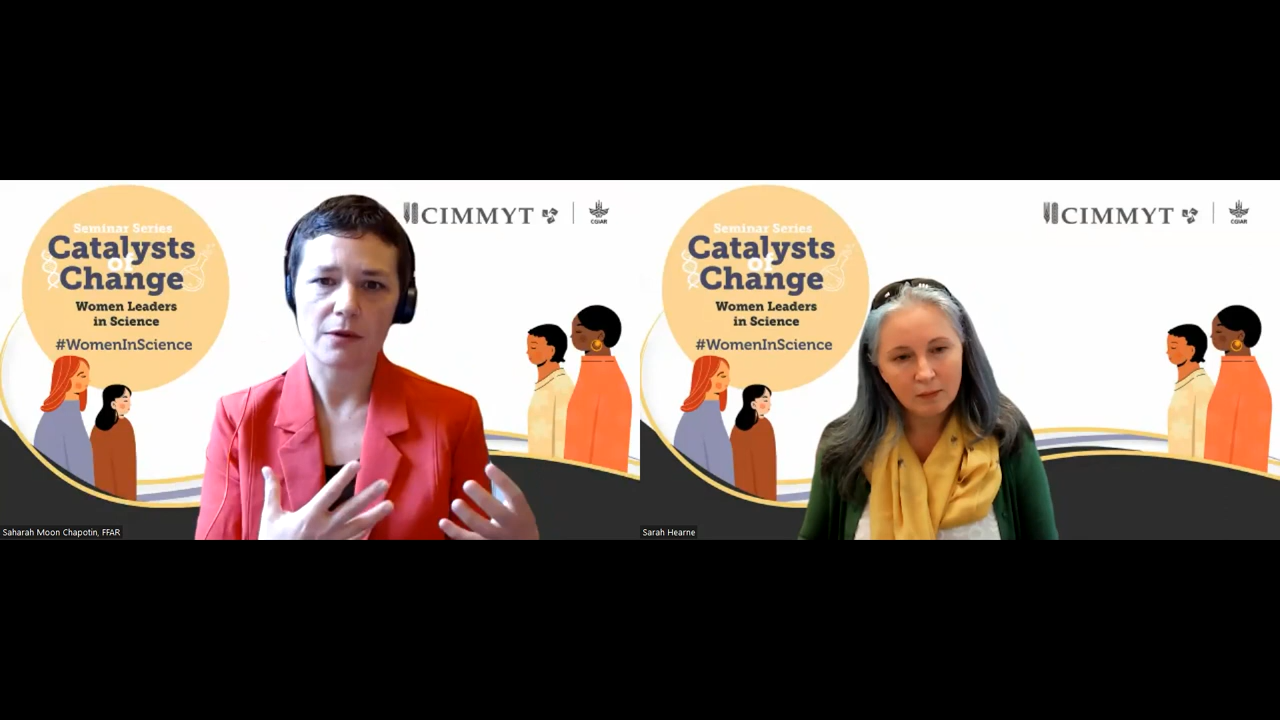 Seminar Series
Catalysts
of
Change
Women Leaders
in Science
#WomenInScience
CIMMYT
CGIAR
Saharah Moon Chapotin, FFAR
Seminar Series
Catalysts
of
Change
Women Leaders
in Science
#WomenInScience
CIMMYT
CGIAR
Sarah Hearne